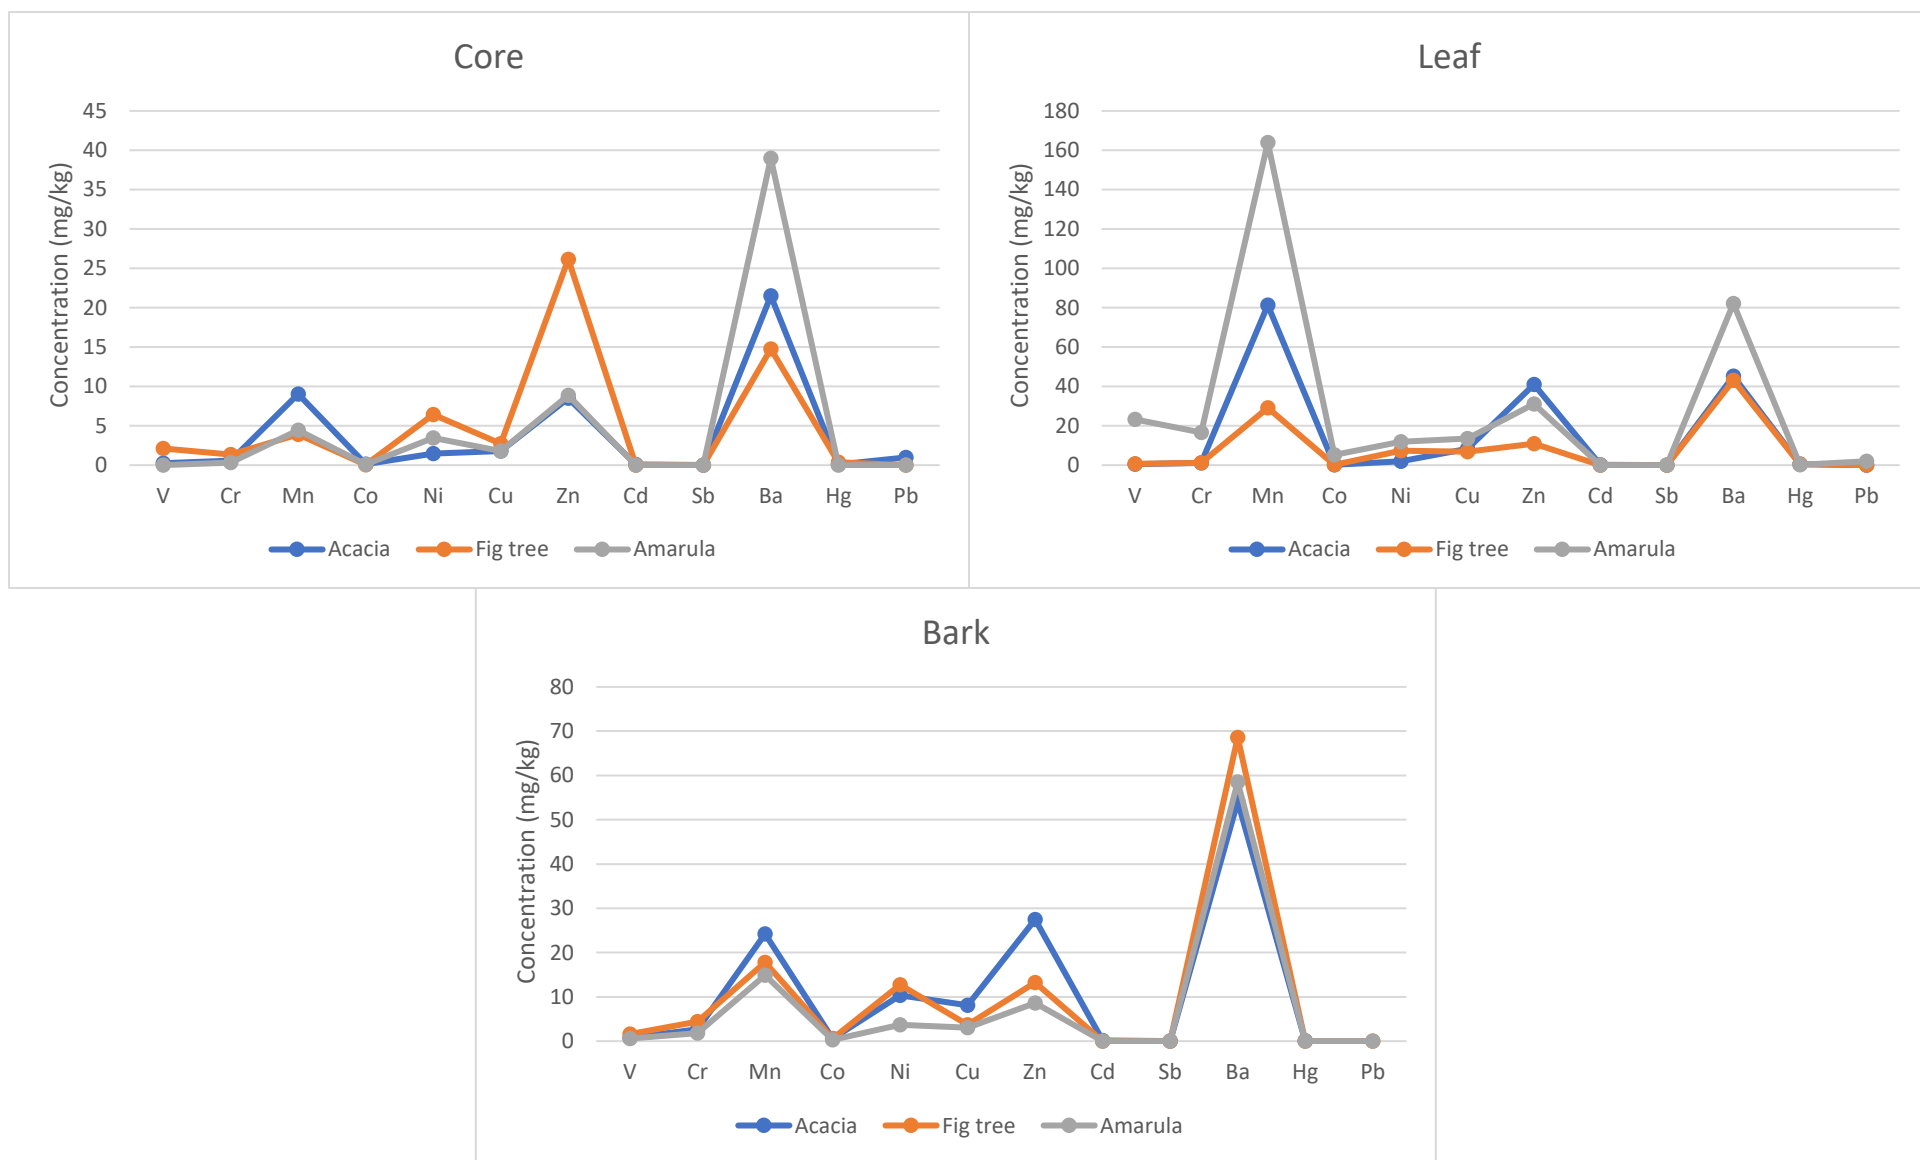 Core
Concentration (mg/kg)
45
40
35
30
25
20
15
10
5
0
V Cr Mn Co Ni Cu Zn Cd Sb Ba Hg Pb
Acacia Fig tree Amarula
Leaf
Concentration (mg/kg)
180
160
140
120
100
80
60
40
20
0
V Cr Mn Co Ni Cu Zn Cd Sb Ba Hg Pb
Acacia Fig tree Amarula
Bark
Concentration (mg/kg)
80
70
60
50
40
30
20
10
0
V Cr Mn Co Ni Cu Zn Cd Sb Ba Hg Pb
Acacia Fig tree Amarula